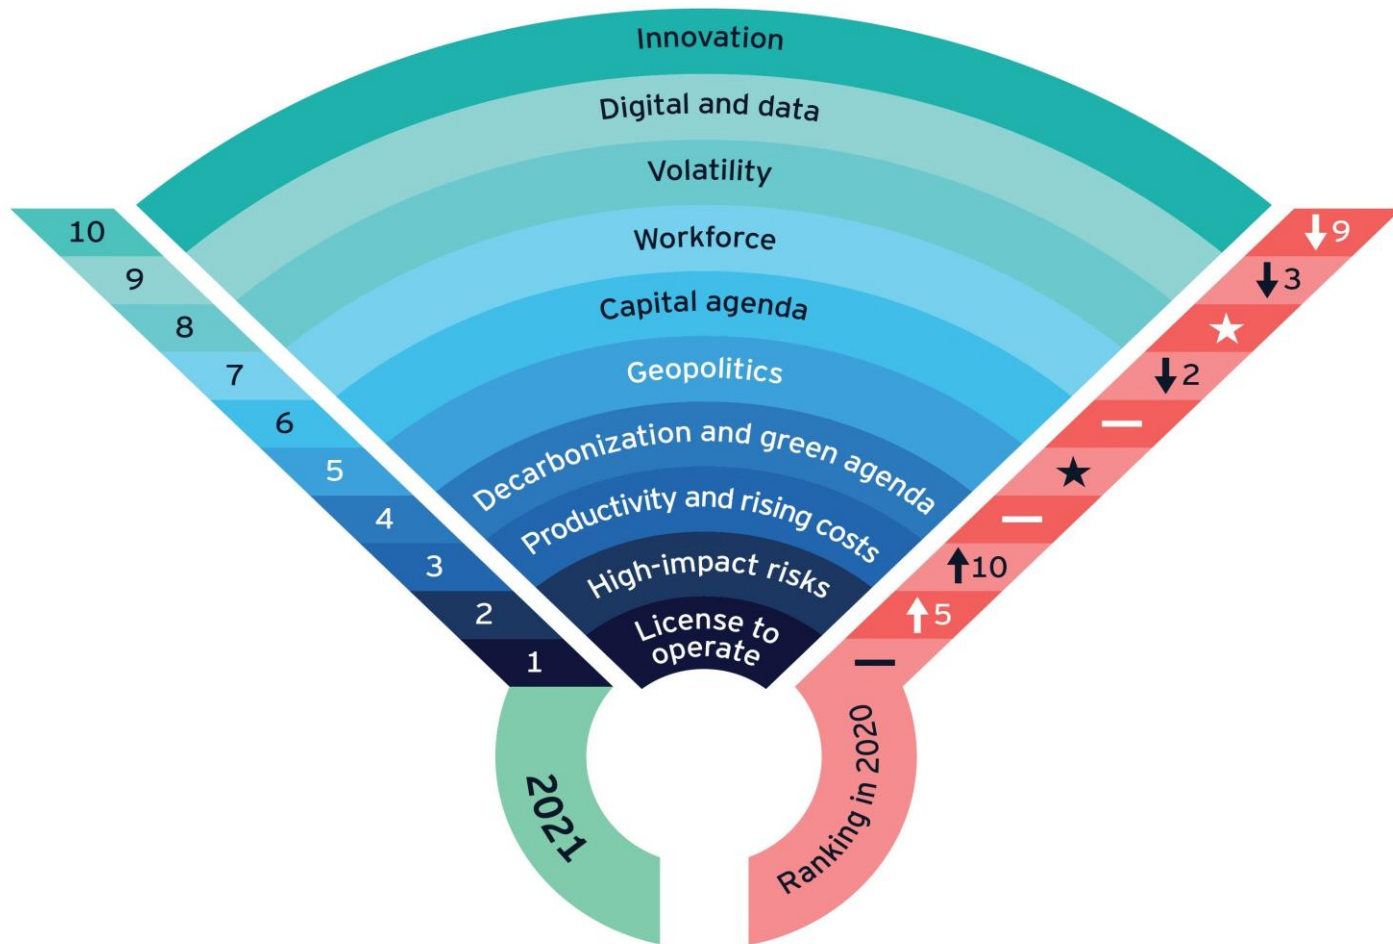 Innovation
Digital and data
Volatility
Workforce
Capital agenda
Geopolitics
Decarbonization and green agenda
Productivity and rising costs
High-impact risks
License to
operate
10
9
8
7
6
5
4
3
2
1
2021
9
3
2
10
5
Ranking in 2020